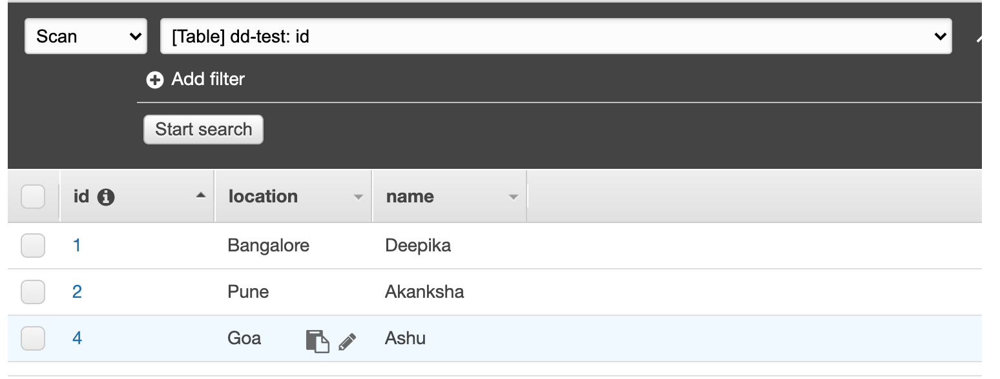 Scan [Table] dd-test: id
Add filter
Start search
id location name
1 Bangalore Deepika
2 Pune Akanksha
4 Goa Ashu